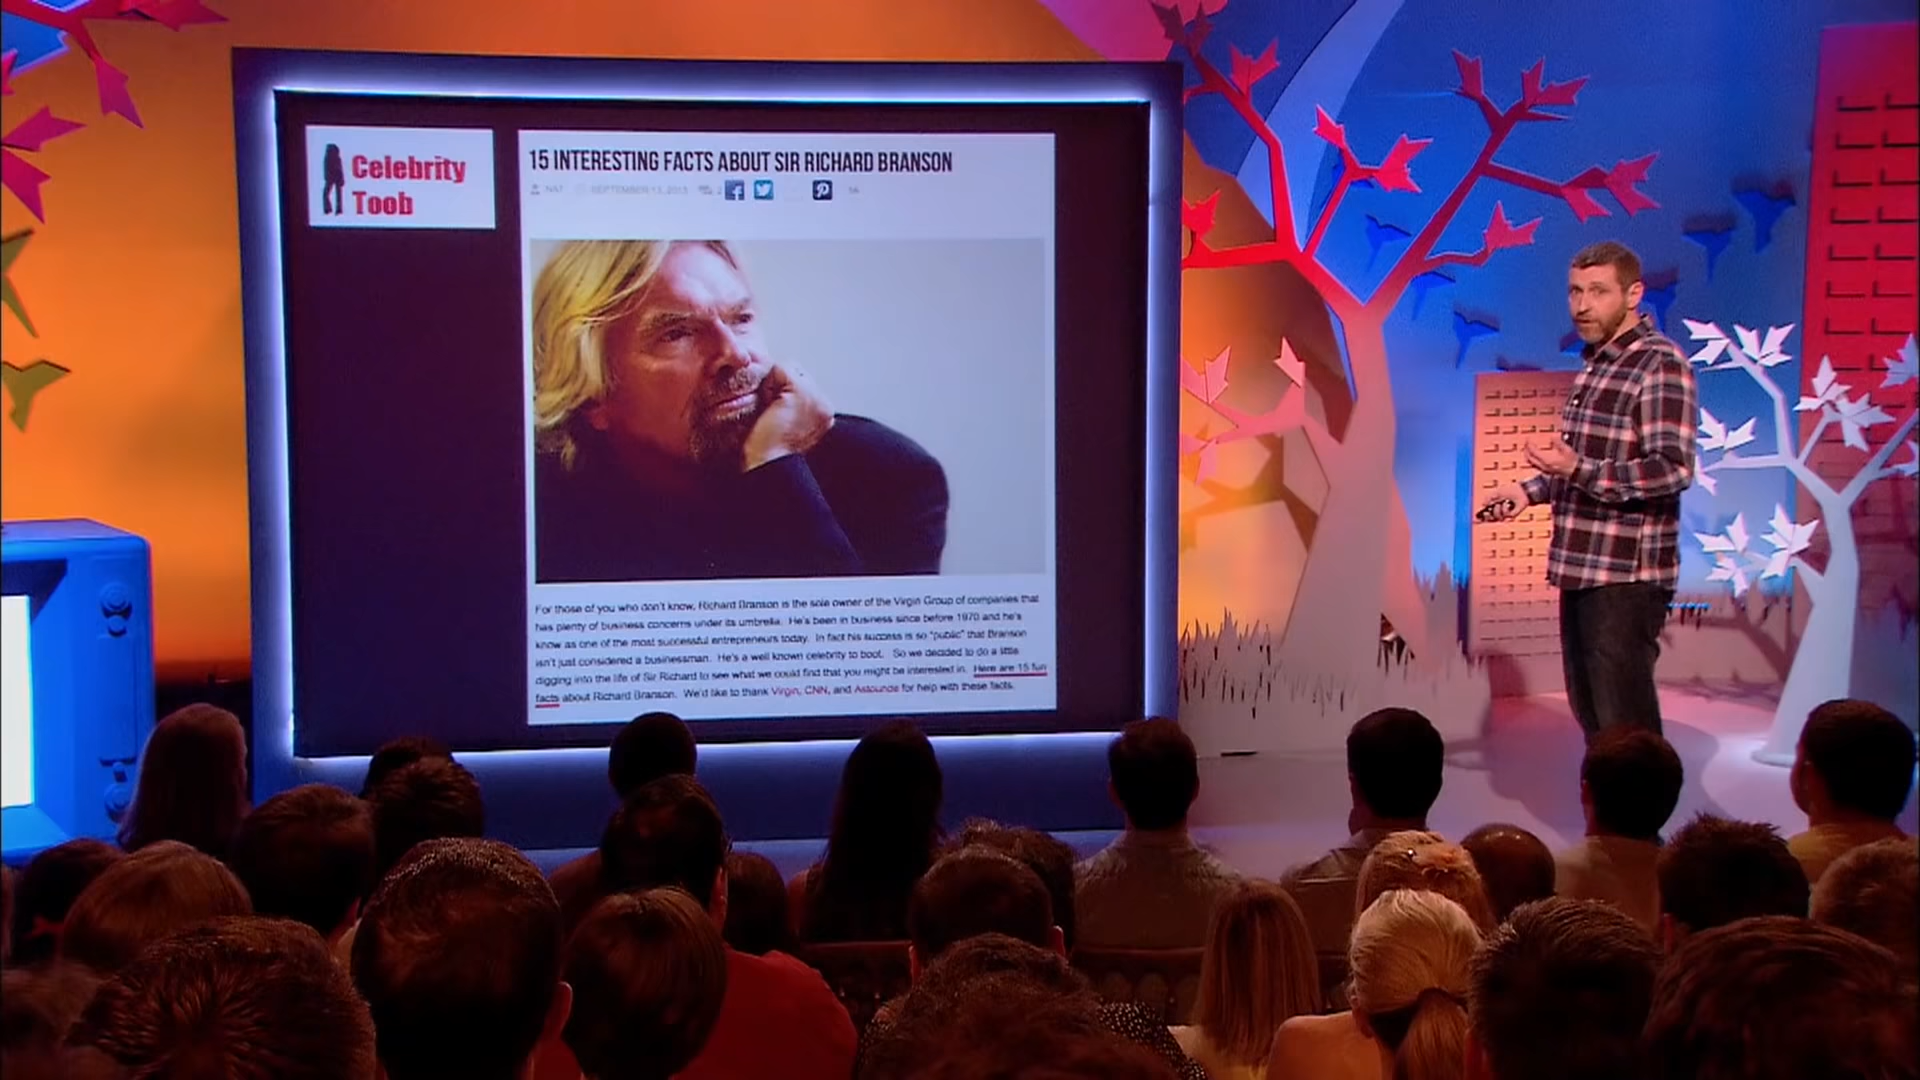 Celebrity
Toob
15 INTERESTING FACTS ABOUT SIR RICHARD BRANSON
NAT SEPTEMBER 13, 2013 2
For those of you who don't know, Richard Branson is the sole owner of the Virgin Group of companies that
has plenty of business concerns under its umbrella. He's been in business since before 1970 and he's
know as one of the most successful entrepreneurs today. In fact his success is so "public" that Branson
isn't just considered a businessman. He's a well known celebrity to boot. So we decided to do a little
digging into the life of Sir Richard to see what we could find that you might be interested in. Here are 15 fun
facts about Richard Branson. We'd like to thank Virgin, CNN, and Astounde for help with these facts.